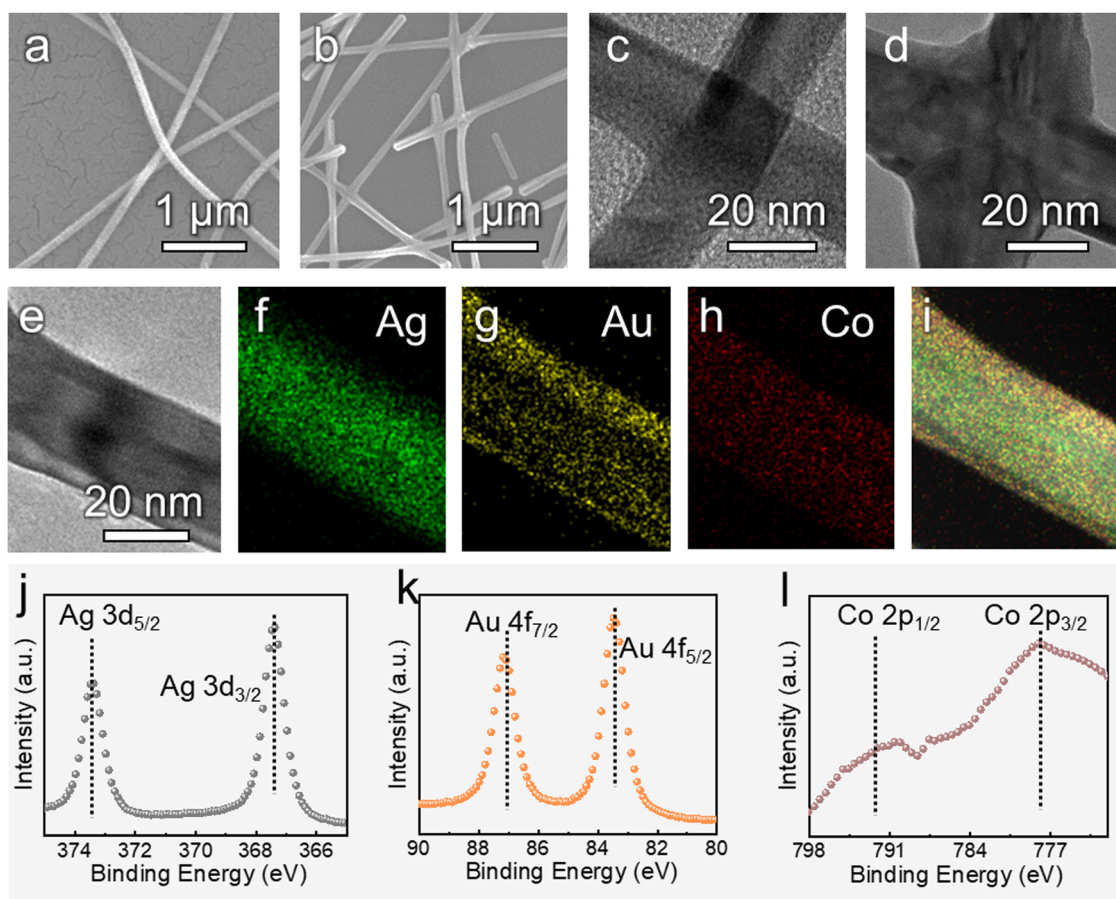 a
1 μm
b
1 μm
c
20 nm
d
20 nm
e
20 nm
f
Ag
g
Au
h
Co
i
j
Ag 3d5/2
Ag 3d3/2
Intensity (a.u.)
374 372 370 368 366
Binding Energy (eV)
k
Au 4f7/2
Au 4f5/2
Intensity (a.u.)
90 88 86 84 82 80
Binding Energy (eV)
l
Co 2p1/2
Co 2p3/2
Intensity (a.u.)
798 791 784 777
Binding Energy (eV)